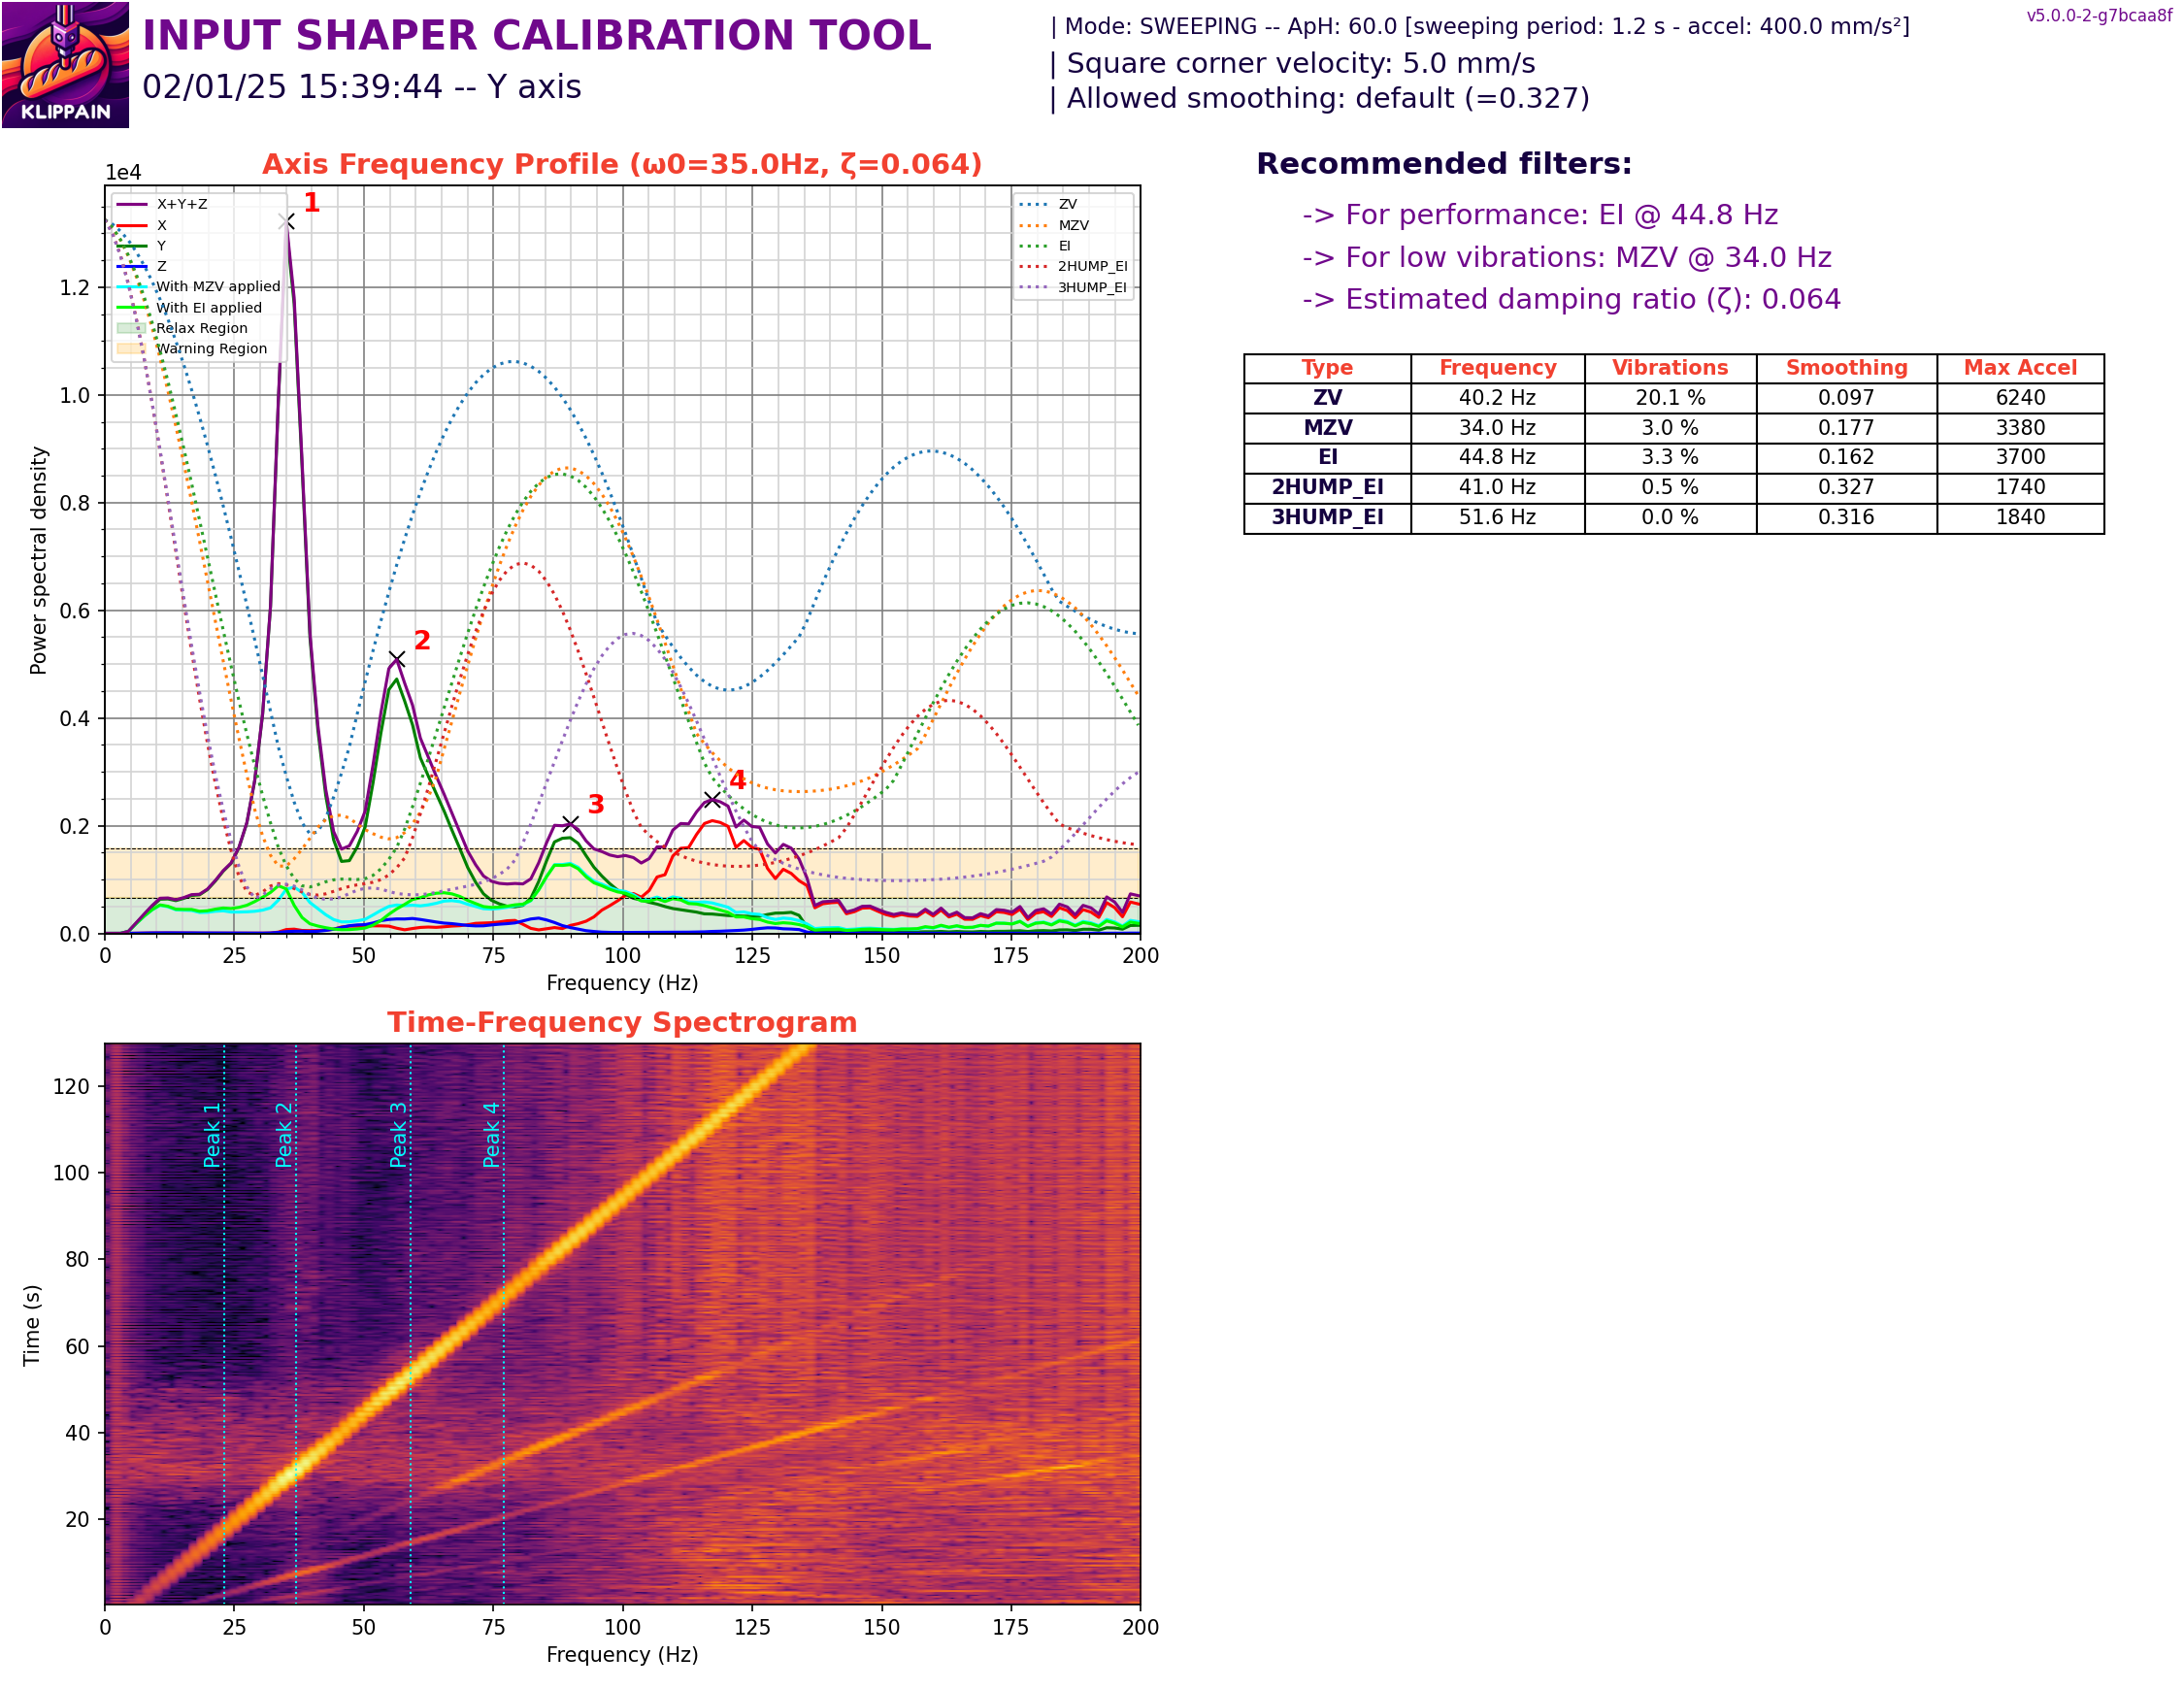 KLIPPAIN
INPUT SHAPER CALIBRATION TOOL
02/01/25 15:39:44 -- Y axis
| Mode: SWEEPING -- ApH: 60.0 [sweeping period: 1.2 s - accel: 400.0 mm/s²]
| Square corner velocity: 5.0 mm/s
| Allowed smoothing: default (=0.327)
v5.0.0-2-g7bcaa8f
Axis Frequency Profile (ω0=35.0Hz, ζ=0.064)
1e4
X+Y+Z
X
Y
Z
With MZV applied
With EI applied
Relax Region
Warning Region
ZV
MZV
EI
2HUMP_EI
3HUMP_EI
1
2
3
4
Power spectral density
1.2
1.0
0.8
0.6
0.4
0.2
0.0
0 25 50 75 100 125 150 175 200
Frequency (Hz)
Recommended filters:
-> For performance: EI @ 44.8 Hz
-> For low vibrations: MZV @ 34.0 Hz
-> Estimated damping ratio (ζ): 0.064
Type Frequency Vibrations Smoothing Max Accel
ZV 40.2 Hz 20.1 % 0.097 6240
MZV 34.0 Hz 3.0 % 0.177 3380
EI 44.8 Hz 3.3 % 0.162 3700
2HUMP_EI 41.0 Hz 0.5 % 0.327 1740
3HUMP_EI 51.6 Hz 0.0 % 0.316 1840
Time-Frequency Spectrogram
Peak 1
Peak 2
Peak 3
Peak 4
Time (s)
120
100
80
60
40
20
0 25 50 75 100 125 150 175 200
Frequency (Hz)